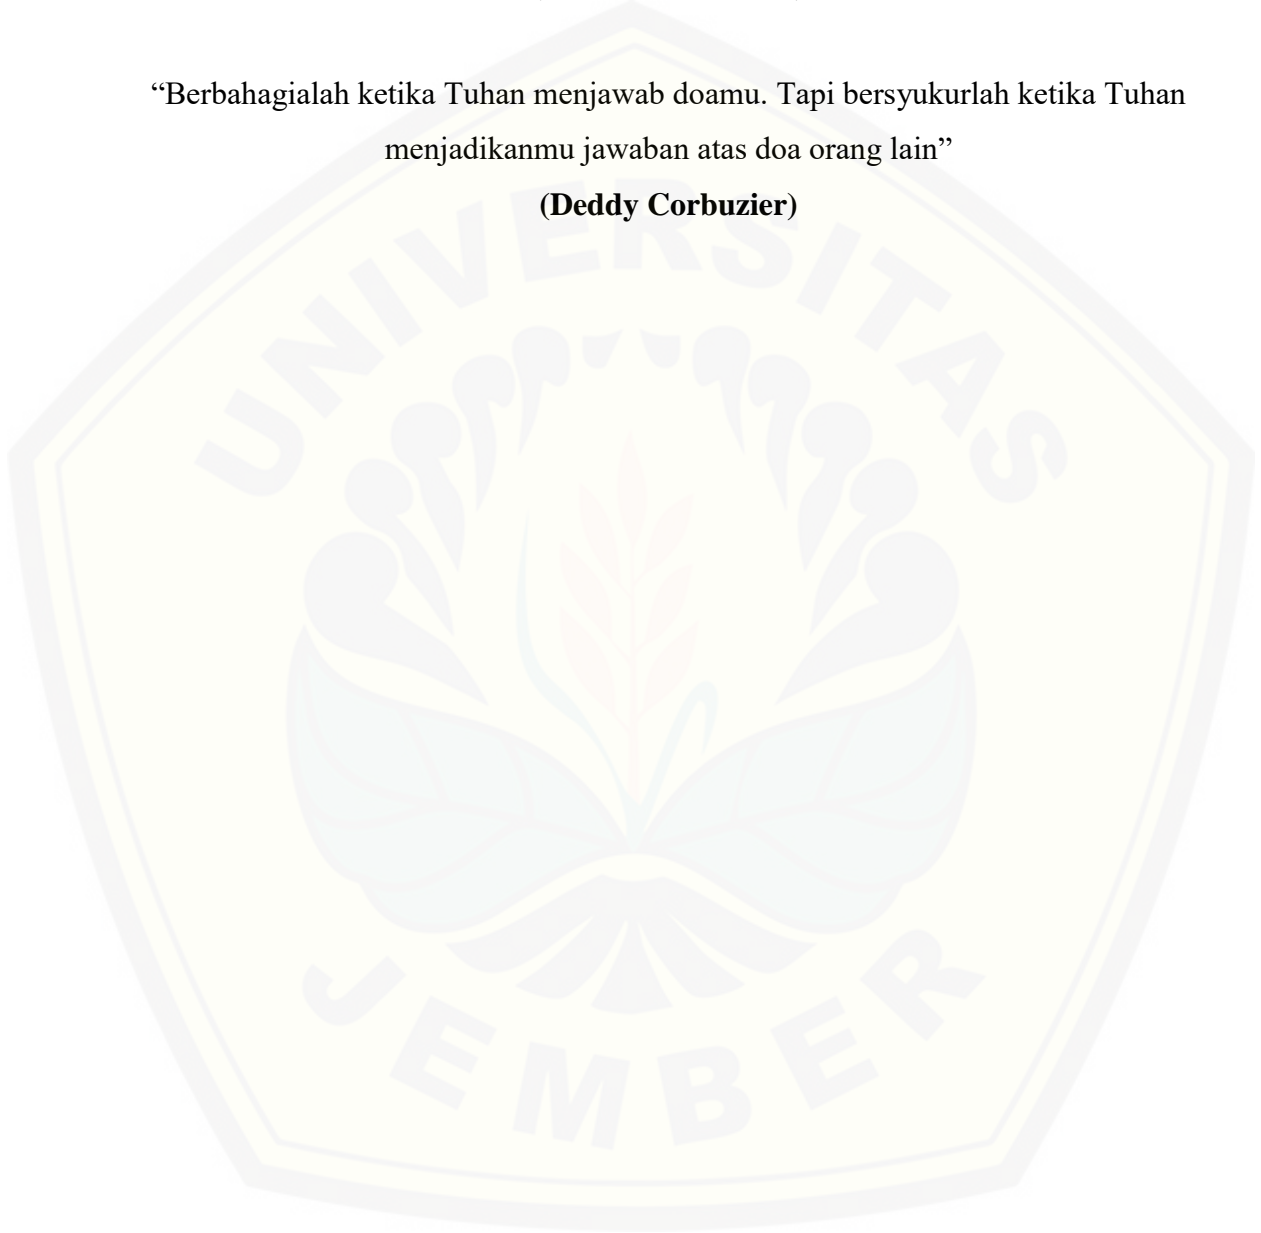 “Berbahagialah ketika Tuhan menjawab doamu. Tapi bersyukurlah ketika Tuhan
menjadikanmu jawaban atas doa orang lain”
(Deddy Corbuzier)
UNIVERSITAS
JEMBER